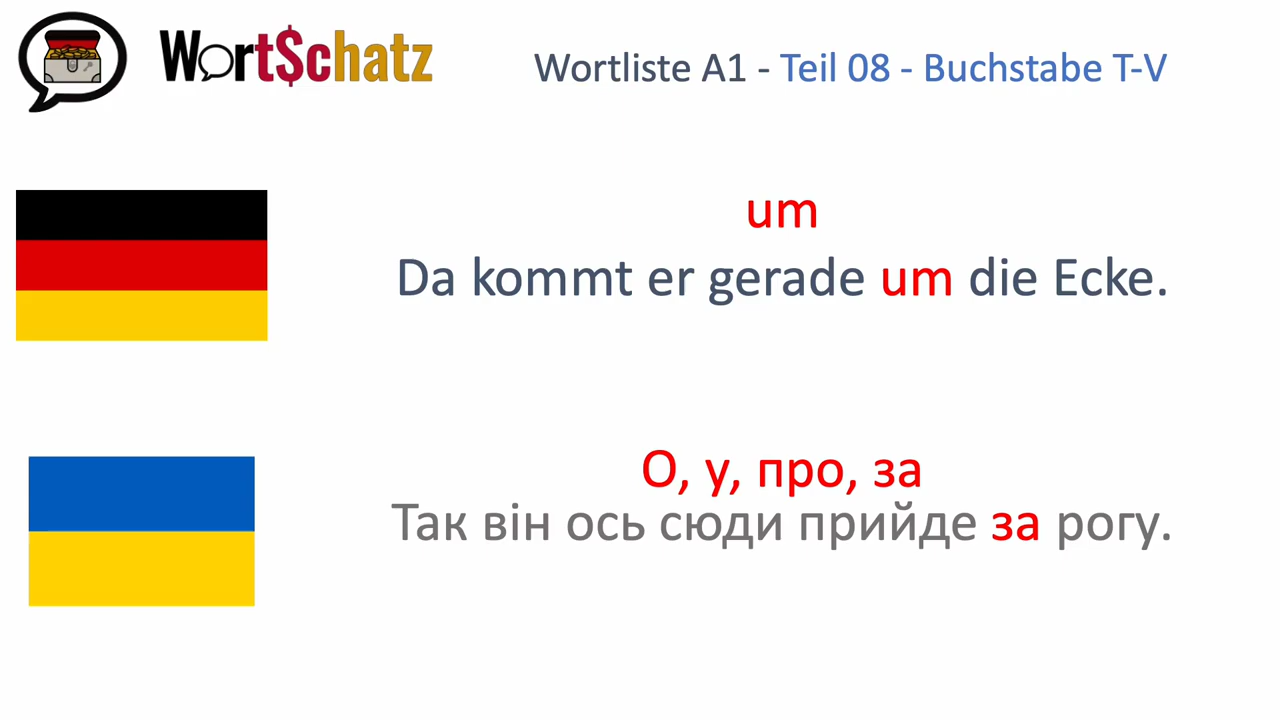 Wort$chatz
Wortliste A1 - Teil 08 - Buchstabe T-V
um
Da kommt er gerade um die Ecke.
О, у, про, за
Так він ось сюди прийде за рогу.